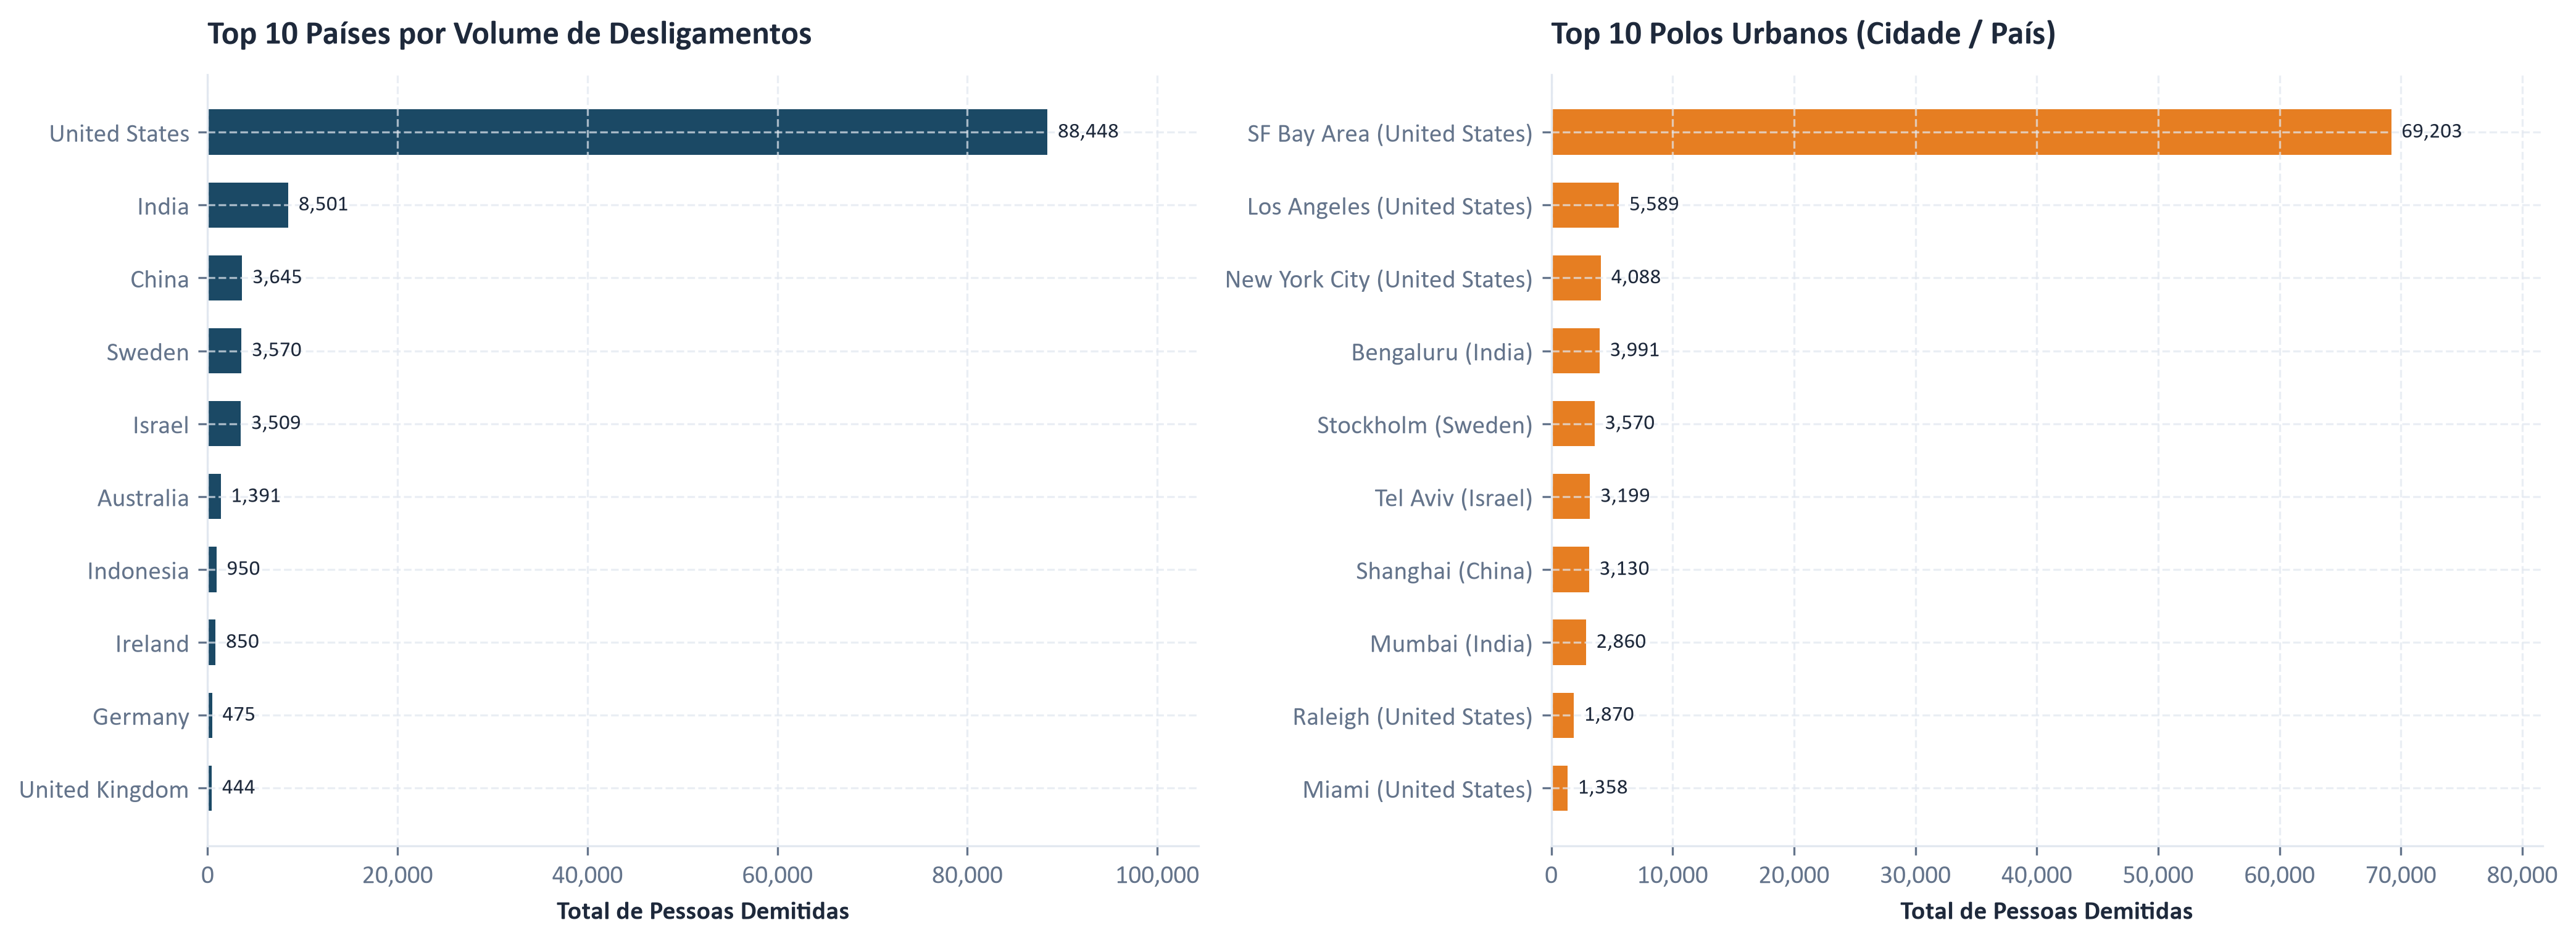 Top 10 Países por Volume de Desligamentos
United States 88,448
India 8,501
China 3,645
Sweden 3,570
Israel 3,509
Australia 1,391
Indonesia 950
Ireland 850
Germany 475
United Kingdom 444
0 20,000 40,000 60,000 80,000 100,000
Total de Pessoas Demitidas
Top 10 Polos Urbanos (Cidade / País)
SF Bay Area (United States) 69,203
Los Angeles (United States) 5,589
New York City (United States) 4,088
Bengaluru (India) 3,991
Stockholm (Sweden) 3,570
Tel Aviv (Israel) 3,199
Shanghai (China) 3,130
Mumbai (India) 2,860
Raleigh (United States) 1,870
Miami (United States) 1,358
0 10,000 20,000 30,000 40,000 50,000 60,000 70,000 80,000
Total de Pessoas Demitidas